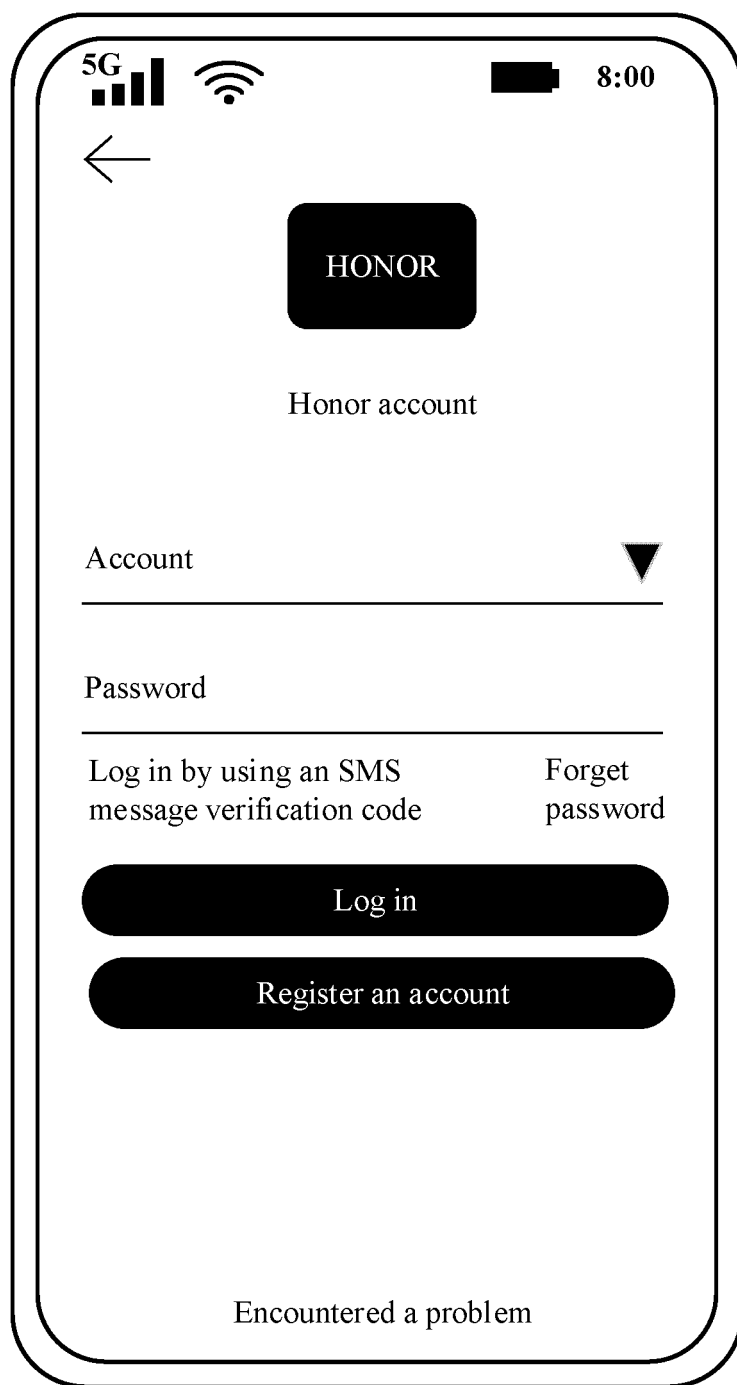 5G
8:00
HONOR
Honor account
Account
Password
Log in by using an SMS
message verification code
Forget
password
Log in
Register an account
Encountered a problem